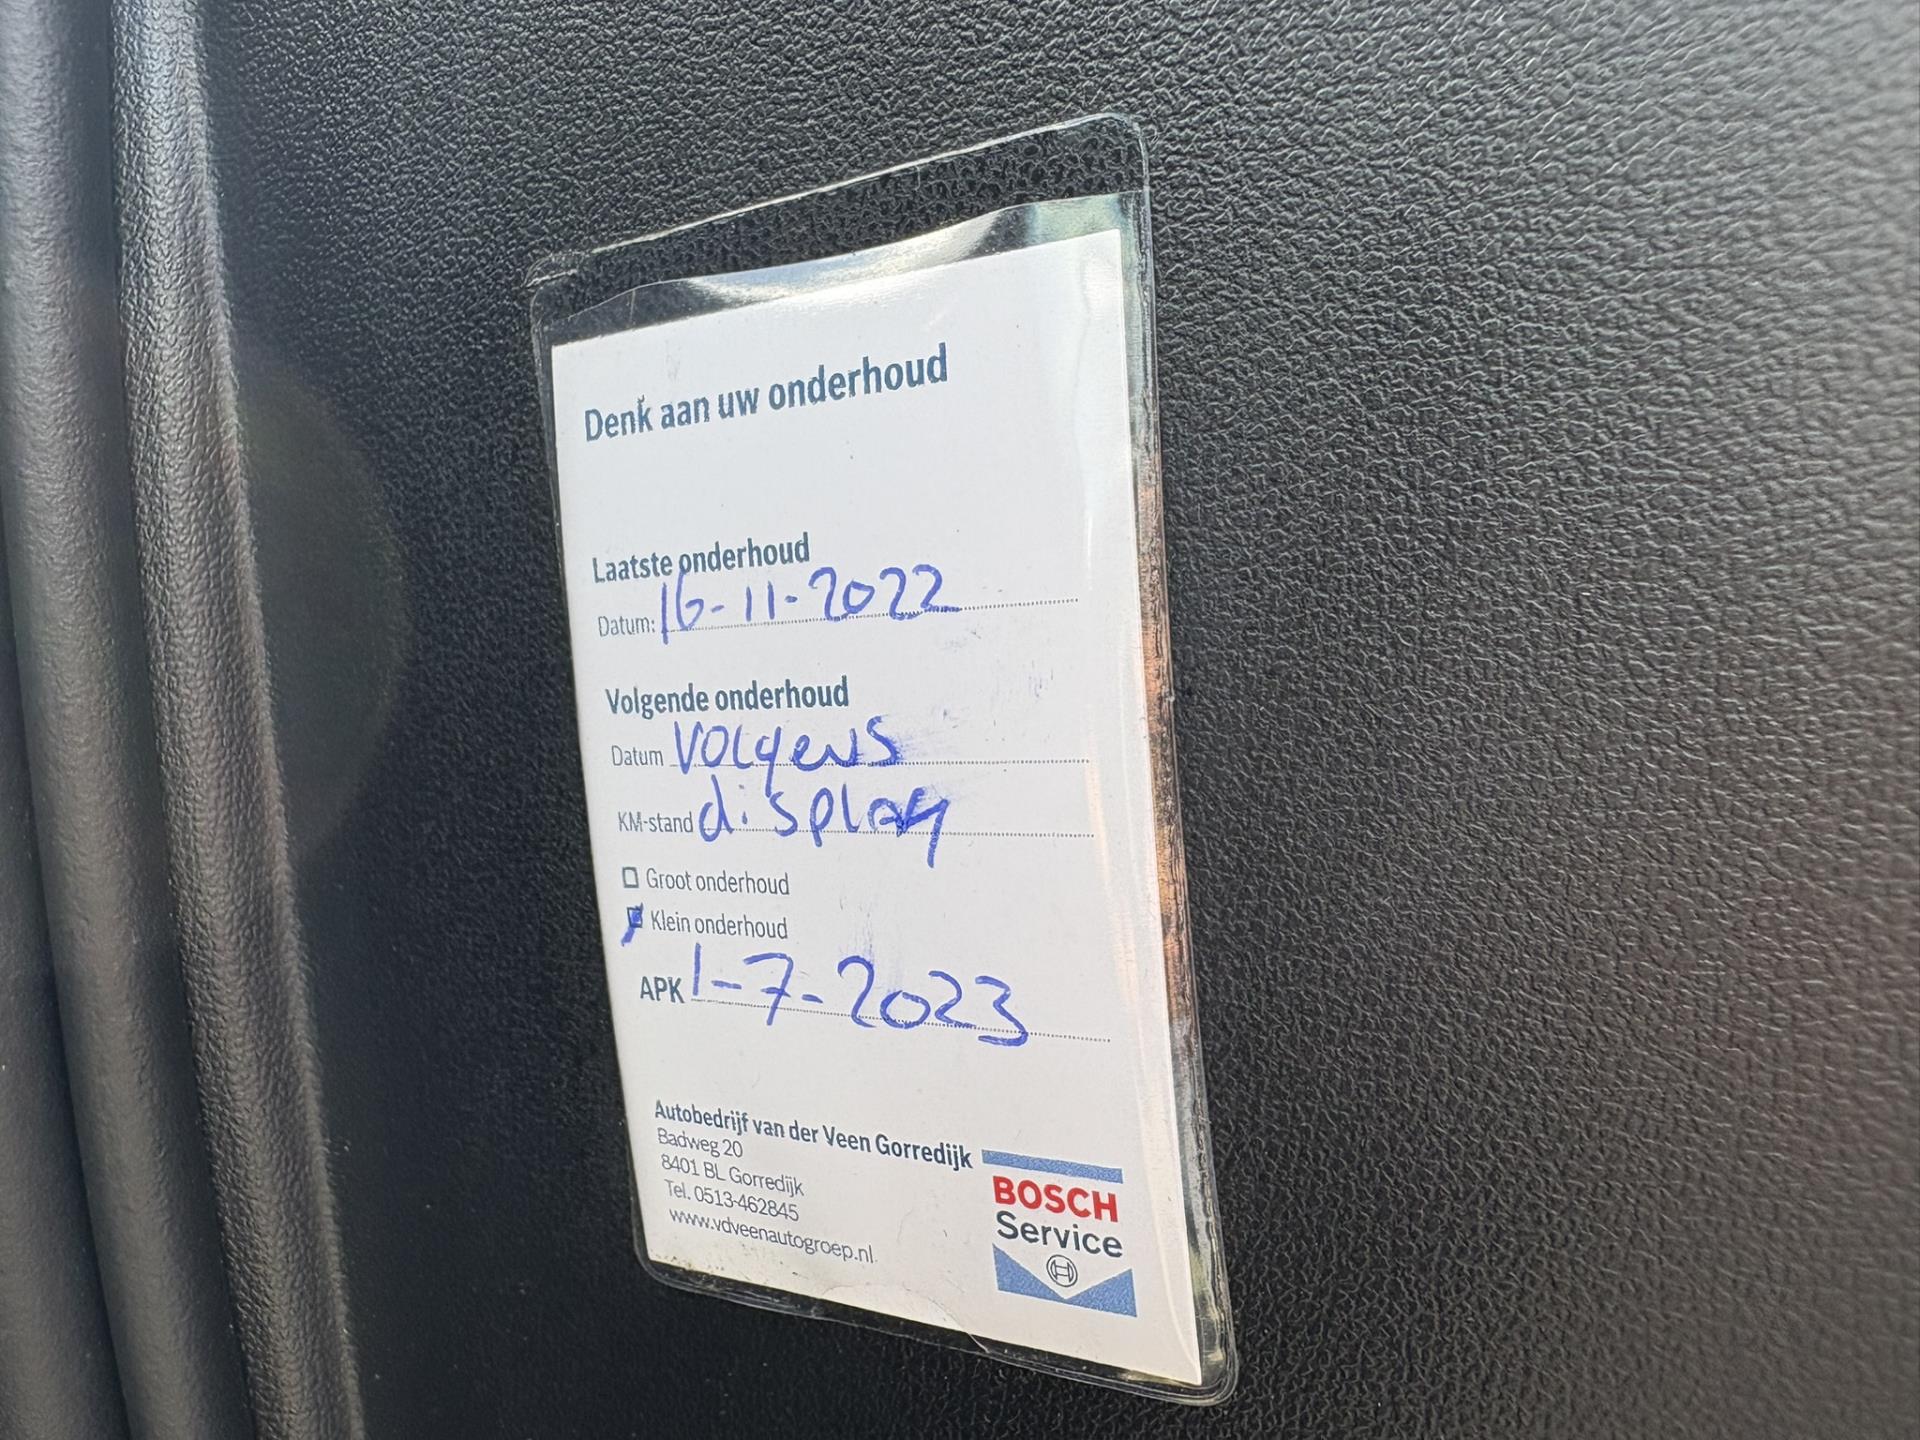 Denk aan uw onderhoud
Laatste onderhoud
Datum: 16-11-2022
Volgende onderhoud
Datum Volgens
KM-stand display
Groot onderhoud
Klein onderhoud
APK 1-7-2023
Autobedrijf van der Veen Gorredijk
Badweg 20
8401 BL Gorredijk
Tel. 0513-462845
www.vdveenautogroep.nl
BOSCH
Service